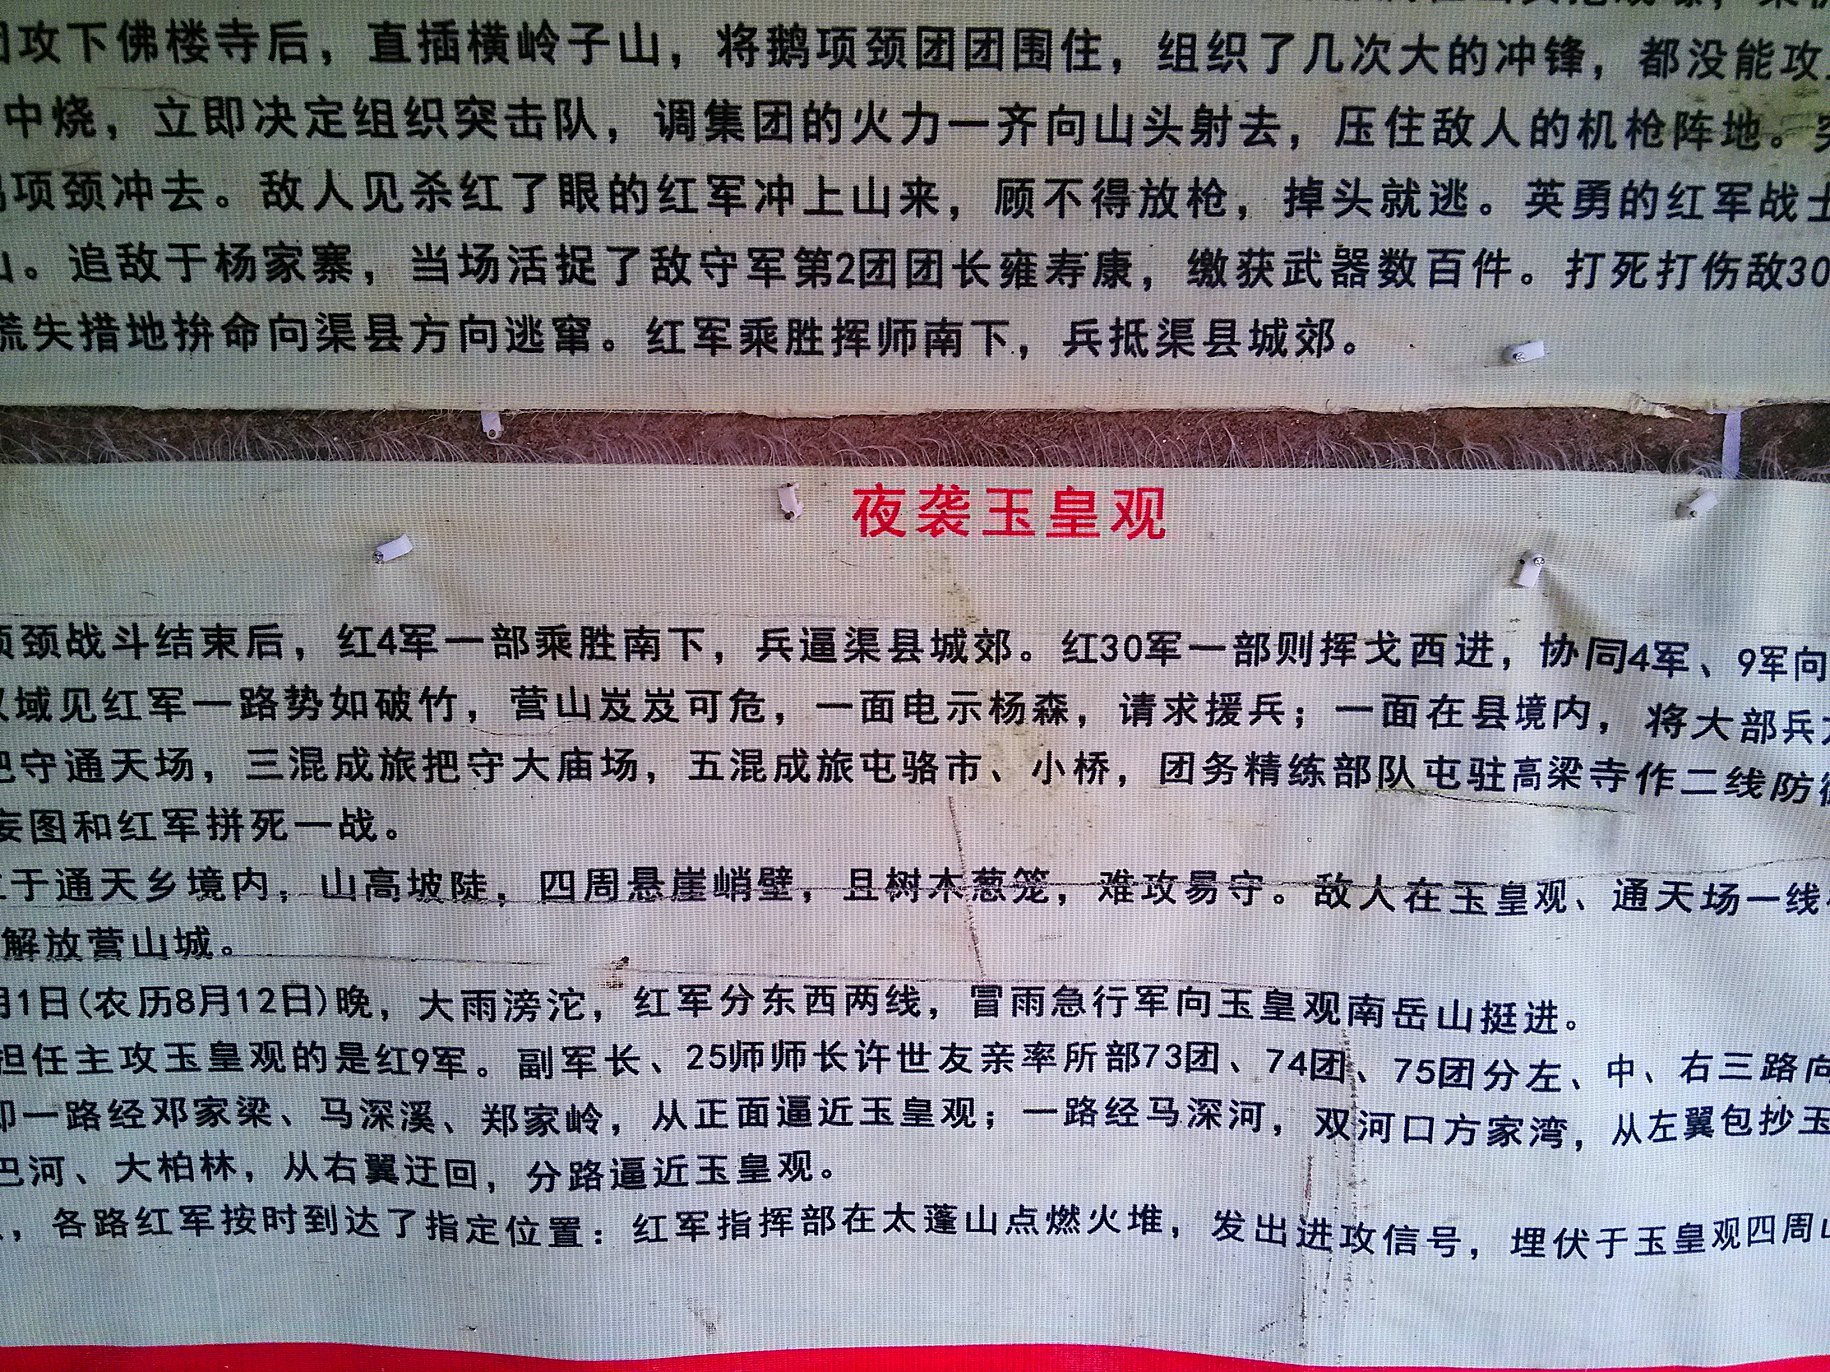 攻下佛楼寺后，直插横岭子山，将鹅项颈团团围住，组织了几次大的冲锋，都没能攻
中烧，立即决定组织突击队，调集团的火力一齐向山头射去，压住敌人的机枪阵地。突
项颈冲去。敌人见杀红了眼的红军冲上山来，顾不得放枪，掉头就逃。英勇的红军战士
山。追敌于杨家寨，当场活捉了敌守军第2团团长雍寿康，缴获武器数百件。打死打伤敌30
慌失措地拚命向渠县方向逃窜。红军乘胜挥师南下，兵抵渠县城郊。
夜袭玉皇观
项颈战斗结束后，红4军一部乘胜南下，兵逼渠县城郊。红30军一部则挥戈西进，协同4军、9军向
域见红军一路势如破竹，营山岌岌可危，一面电示杨森，请求援兵；一面在县境内，将大部兵力
把守通天场，三混成旅把守大庙场，五混成旅屯骆市、小桥，团务精练部队屯驻高梁寺作二线防御
妄图和红军拼死一战。
于通天乡境内，山高坡陡，四周悬崖峭壁，且树木葱笼，难攻易守。敌人在玉皇观、通天场一线
解放营山城。
月1日(农历8月12日)晚，大雨滂沱，红军分东西两线，冒雨急行军向玉皇观南岳山挺进。
担任主攻玉皇观的是红9军。副军长、25师师长许世友亲率所部73团、74团、75团分左、中、右三路向
即一路经邓家梁、马深溪、郑家岭，从正面逼近玉皇观；一路经马深河，双河口方家湾，从左翼包抄玉
巴河、大柏林，从右翼迂回，分路逼近玉皇观。
，各路红军按时到达了指定位置：红军指挥部在太蓬山点燃火堆，发出进攻信号，埋伏于玉皇观四周山